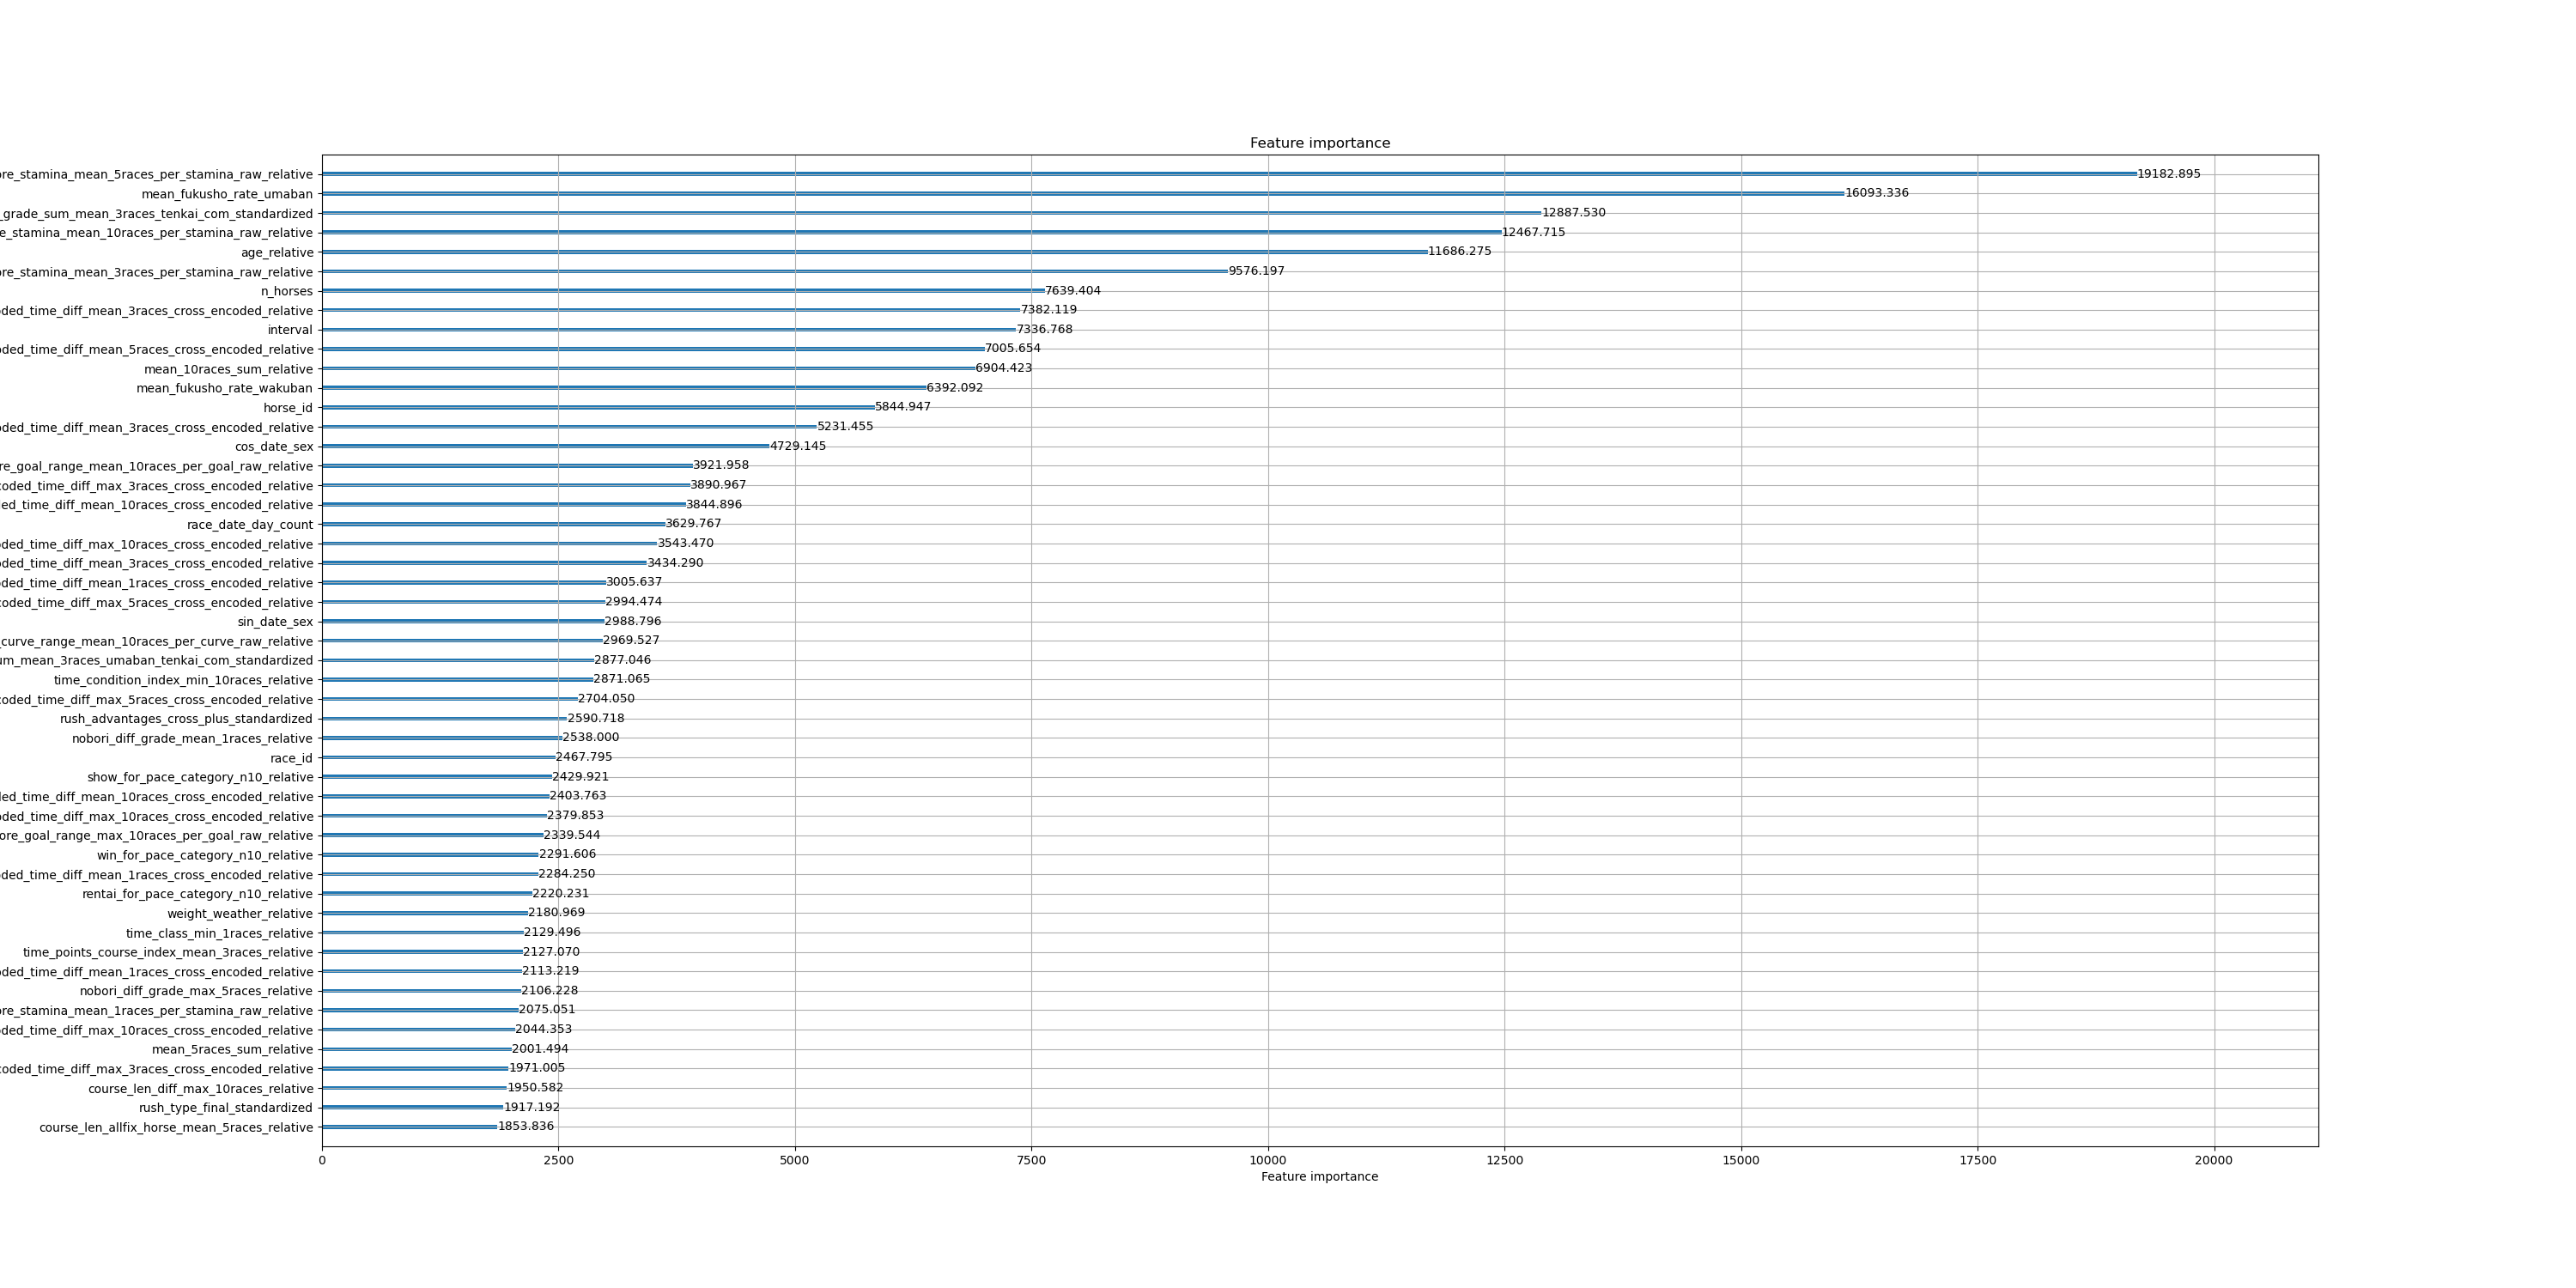 Feature importance
ore_stamina_mean_5races_per_stamina_raw_relative 19182.895
mean_fukusho_rate_umaban 16093.336
_grade_sum_mean_3races_tenkai_com_standardized 12887.530
e_stamina_mean_10races_per_stamina_raw_relative 12467.715
age_relative 11686.275
ore_stamina_mean_3races_per_stamina_raw_relative 9576.197
n_horses 7639.404
oded_time_diff_mean_3races_cross_encoded_relative 7382.119
interval 7336.768
oded_time_diff_mean_5races_cross_encoded_relative 7005.654
mean_10races_sum_relative 6904.423
mean_fukusho_rate_wakuban 6392.092
horse_id 5844.947
oded_time_diff_mean_3races_cross_encoded_relative 5231.455
cos_date_sex 4729.145
re_goal_range_mean_10races_per_goal_raw_relative 3921.958
coded_time_diff_max_3races_cross_encoded_relative 3890.967
ed_time_diff_mean_10races_cross_encoded_relative 3844.896
race_date_day_count 3629.767
oded_time_diff_max_10races_cross_encoded_relative 3543.470
oded_time_diff_mean_3races_cross_encoded_relative 3434.290
oded_time_diff_mean_1races_cross_encoded_relative 3005.637
coded_time_diff_max_5races_cross_encoded_relative 2994.474
sin_date_sex 2988.796
_curve_range_mean_10races_per_curve_raw_relative 2969.527
um_mean_3races_umaban_tenkai_com_standardized 2877.046
time_condition_index_min_10races_relative 2871.065
coded_time_diff_max_5races_cross_encoded_relative 2704.050
rush_advantages_cross_plus_standardized 2590.718
nobori_diff_grade_mean_1races_relative 2538.000
race_id 2467.795
show_for_pace_category_n10_relative 2429.921
ed_time_diff_mean_10races_cross_encoded_relative 2403.763
oded_time_diff_max_10races_cross_encoded_relative 2379.853
ore_goal_range_max_10races_per_goal_raw_relative 2339.544
win_for_pace_category_n10_relative 2291.606
oded_time_diff_mean_1races_cross_encoded_relative 2284.250
rentai_for_pace_category_n10_relative 2220.231
weight_weather_relative 2180.969
time_class_min_1races_relative 2129.496
time_points_course_index_mean_3races_relative 2127.070
oded_time_diff_mean_1races_cross_encoded_relative 2113.219
nobori_diff_grade_max_5races_relative 2106.228
ore_stamina_mean_1races_per_stamina_raw_relative 2075.051
oded_time_diff_max_10races_cross_encoded_relative 2044.353
mean_5races_sum_relative 2001.494
coded_time_diff_max_3races_cross_encoded_relative 1971.005
course_len_diff_max_10races_relative 1950.582
rush_type_final_standardized 1917.192
course_len_allfix_horse_mean_5races_relative 1853.836
0 2500 5000 7500 10000 12500 15000 17500 20000
Feature importance